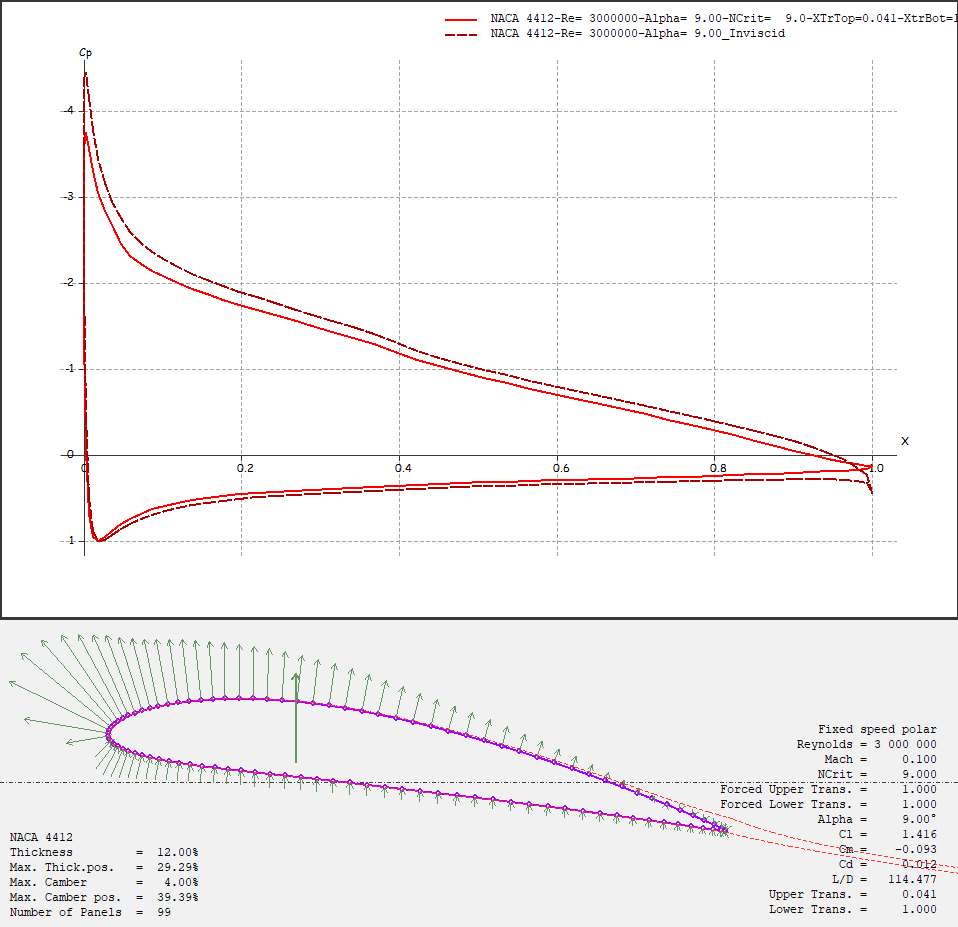 NACA 4412-Re= 3000000-Alpha= 9.00-NCrit=  9.0-XTrTop=0.041-XtrBot=1
NACA 4412-Re= 3000000-Alpha= 9.00_Inviscid
Cp
-4
-3
-2
-1
X
0
0
0.2
0.4
0.6
0.8
1.0
1
Fixed speed polar
Reynolds = 3 000 000
Mach = 0.100
NCrit = 9.000
Forced Upper Trans. = 1.000
Forced Lower Trans. = 1.000
Alpha = 9.00°
Cl = 1.416
Cm = -0.093
Cd = 0.012
L/D = 114.477
Upper Trans. = 0.041
Lower Trans. = 1.000
NACA 4412
Thickness = 12.00%
Max. Thick.pos. = 29.29%
Max. Camber = 4.00%
Max. Camber pos. = 39.39%
Number of Panels = 99